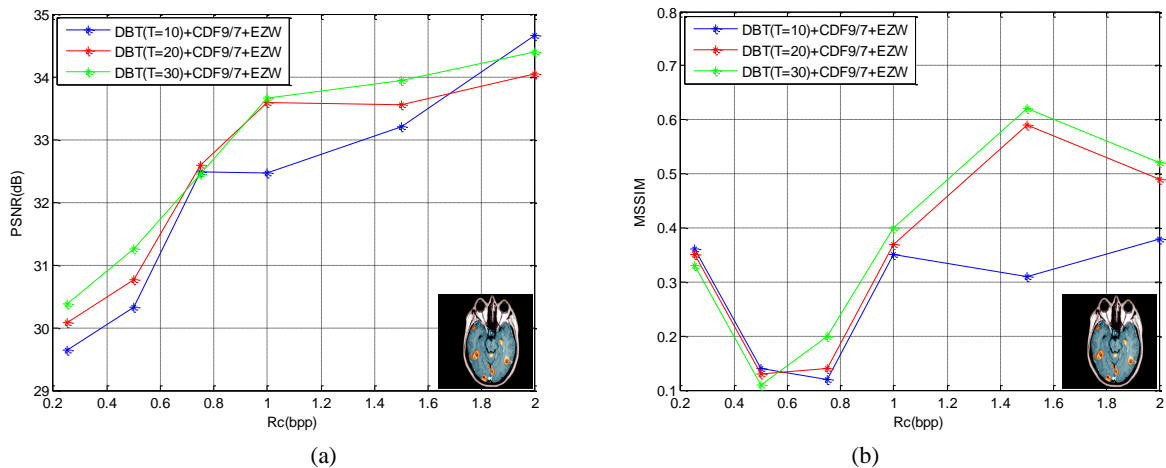 35
34
33
32
31
30
29
PSNR(dB)
DBT(T=10)+CDF9/7+EZW
DBT(T=20)+CDF9/7+EZW
DBT(T=30)+CDF9/7+EZW
0.2 0.4 0.6 0.8 1 1.2 1.4 1.6 1.8 2
Rc(bpp)
(a)
0.8
0.7
0.6
0.5
0.4
0.3
0.2
0.1
MSSIM
DBT(T=10)+CDF9/7+EZW
DBT(T=20)+CDF9/7+EZW
DBT(T=30)+CDF9/7+EZW
0.2 0.4 0.6 0.8 1 1.2 1.4 1.6 1.8 2
Rc(bpp)
(b)